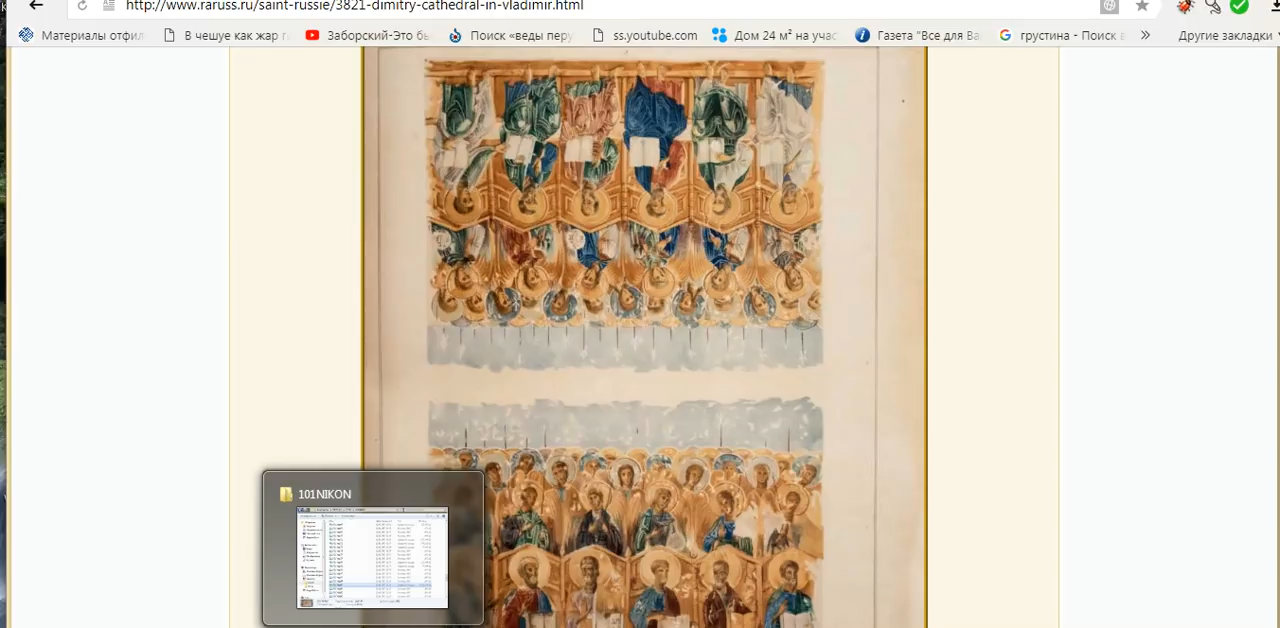 http://www.raruss.ru/saint-russie/3821-dimitry-cathedral-in-vladimir.html
Материалы отфил В чешуе как жар г Заборский-Это бы Поиск «веды перу ss.youtube.com Дом 24 м² на учас Газета "Все для Ва грустина - Поиск в Другие закладки
101NIKON